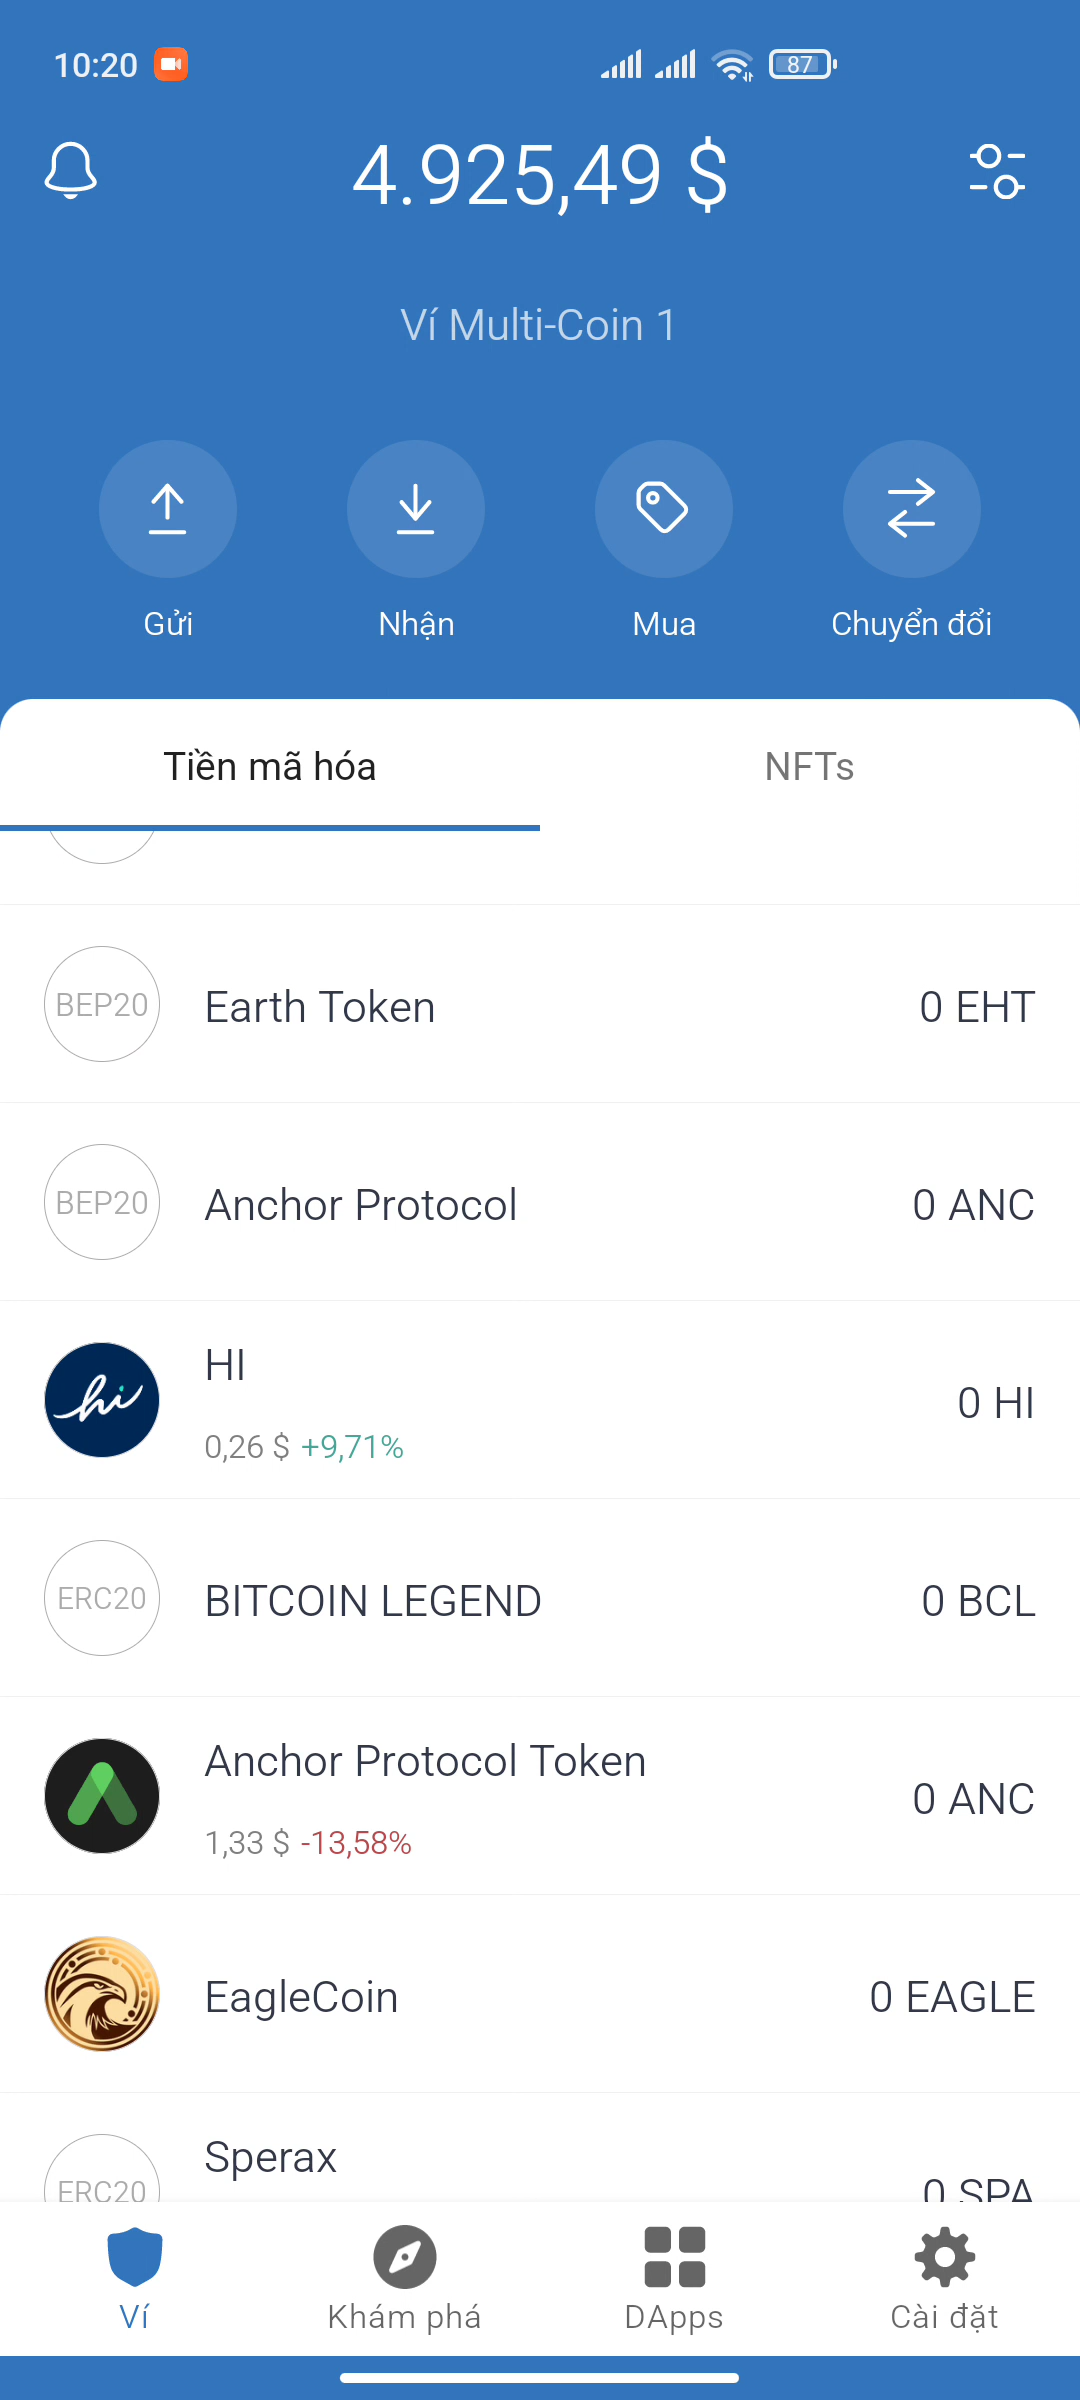 10:20
87
4.925,49 $
Ví Multi-Coin 1
Gửi
Nhận
Mua
Chuyển đổi
Tiền mã hóa
NFTs
BEP20
Earth Token
0 EHT
BEP20
Anchor Protocol
0 ANC
hi
HI
0,26 $ +9,71%
0 HI
ERC20
BITCOIN LEGEND
0 BCL
Anchor Protocol Token
1,33 $ -13,58%
0 ANC
EagleCoin
0 EAGLE
ERC20
Sperax
0 SPA
Ví
Khám phá
DApps
Cài đặt